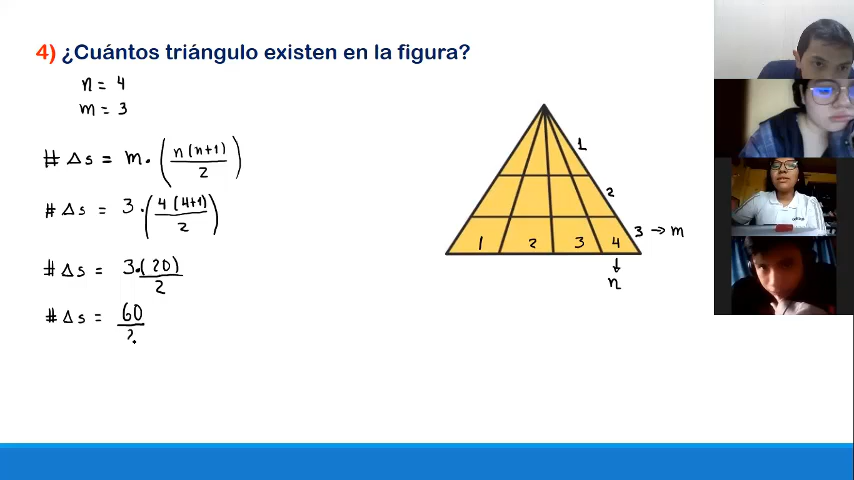 4) ¿Cuántos triángulo existen en la figura?
n = 4
m = 3
# Δs = m · (n(n+1)/2)
# Δs = 3 · (4(4+1)/2)
# Δs = 3·(20)/2
# Δs = 60/2
1
2
3 → m
1 2 3 4
↓
n